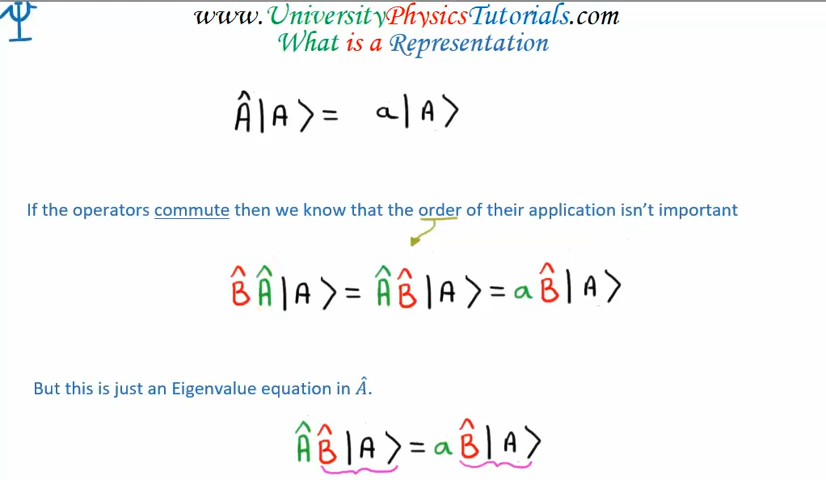 www.UniversityPhysicsTutorials.com
What is a Representation
Â|A⟩ = a|A⟩
If the operators commute then we know that the order of their application isn't important
B̂Â|A⟩ = ÂB̂|A⟩ = aB̂|A⟩
But this is just an Eigenvalue equation in Â.
ÂB̂|A⟩ = aB̂|A⟩